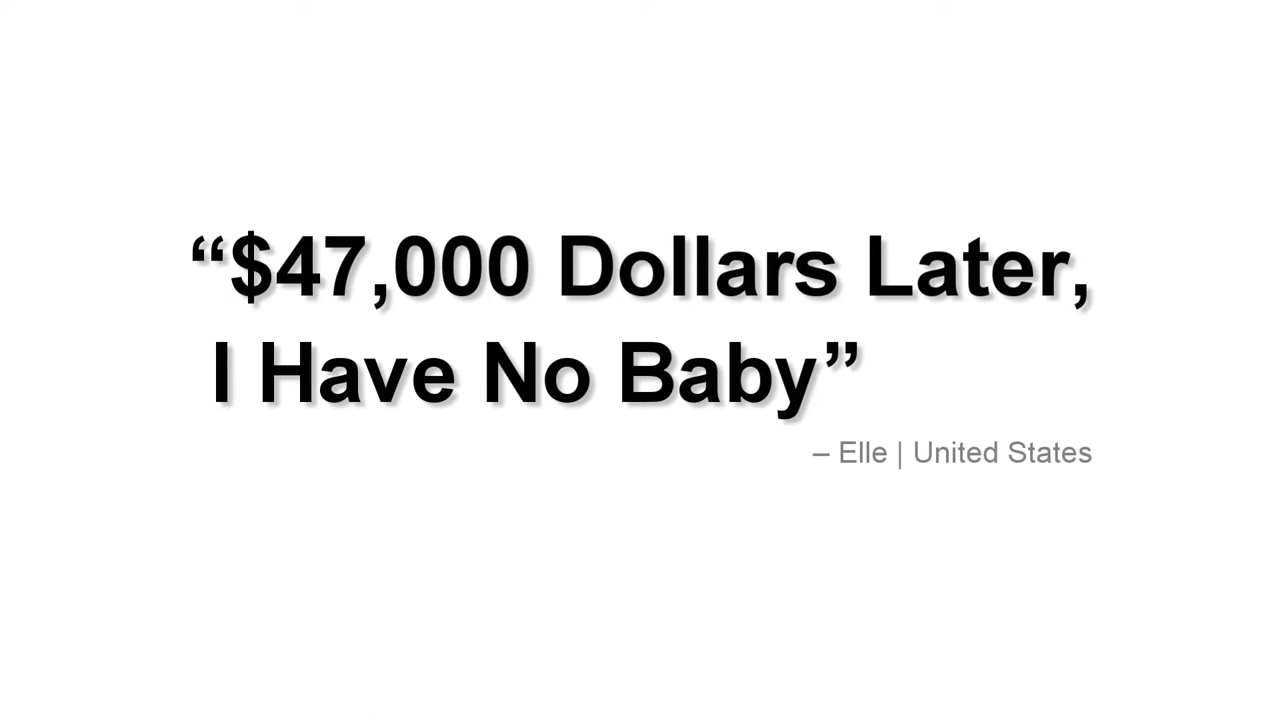 “$47,000 Dollars Later,
I Have No Baby”
– Elle | United States